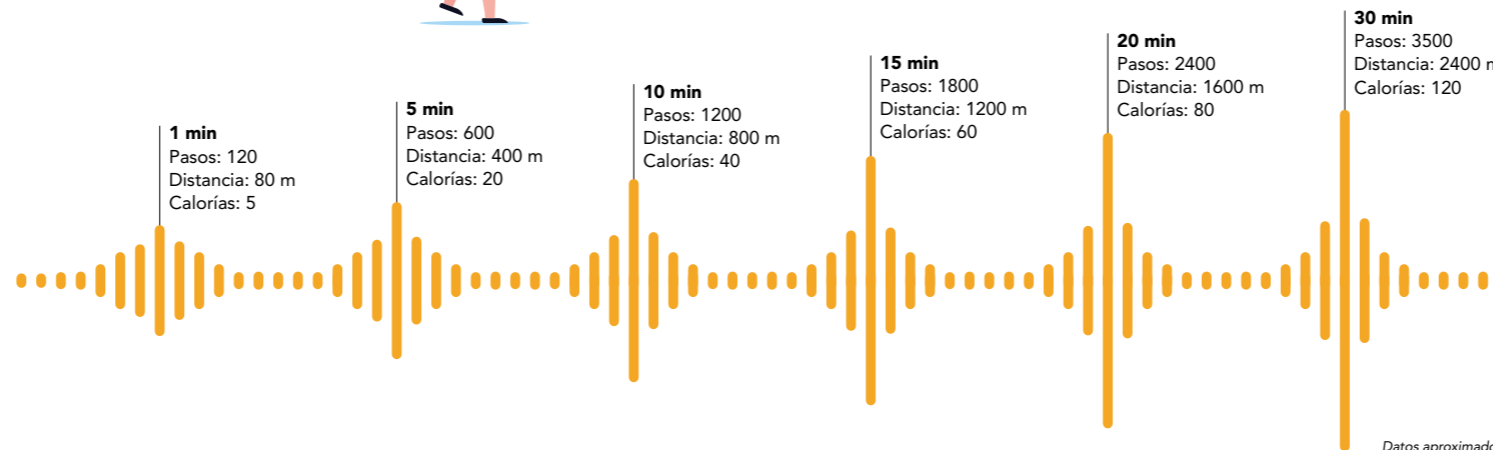 1 min
Pasos: 120
Distancia: 80 m
Calorías: 5
5 min
Pasos: 600
Distancia: 400 m
Calorías: 20
10 min
Pasos: 1200
Distancia: 800 m
Calorías: 40
15 min
Pasos: 1800
Distancia: 1200 m
Calorías: 60
20 min
Pasos: 2400
Distancia: 1600 m
Calorías: 80
30 min
Pasos: 3500
Distancia: 2400
Calorías: 120
Datos